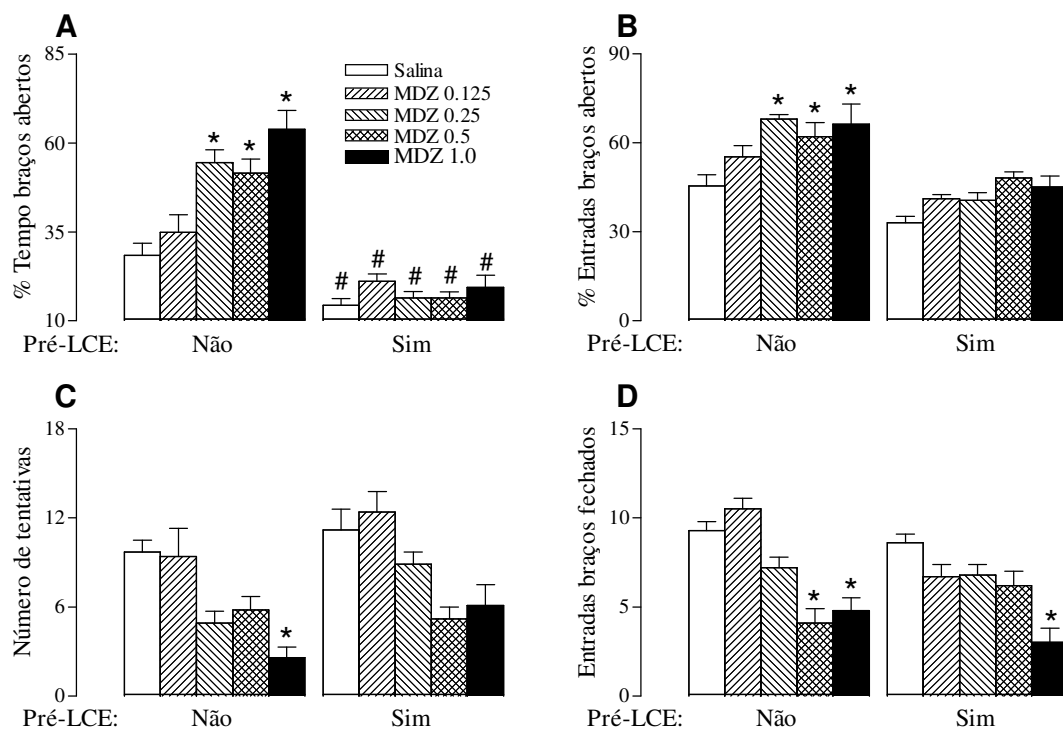 A
% Tempo braços abertos
85
60
35
10
* * *
# # # # #
Salina
MDZ 0.125
MDZ 0.25
MDZ 0.5
MDZ 1.0
Pré-LCE: Não Sim
B
% Entradas braços abertos
90
60
30
0
* * *
Pré-LCE: Não Sim
C
Número de tentativas
18
12
6
0
*
Pré-LCE: Não Sim
D
Entradas braços fechados
15
10
5
0
* * *
Pré-LCE: Não Sim